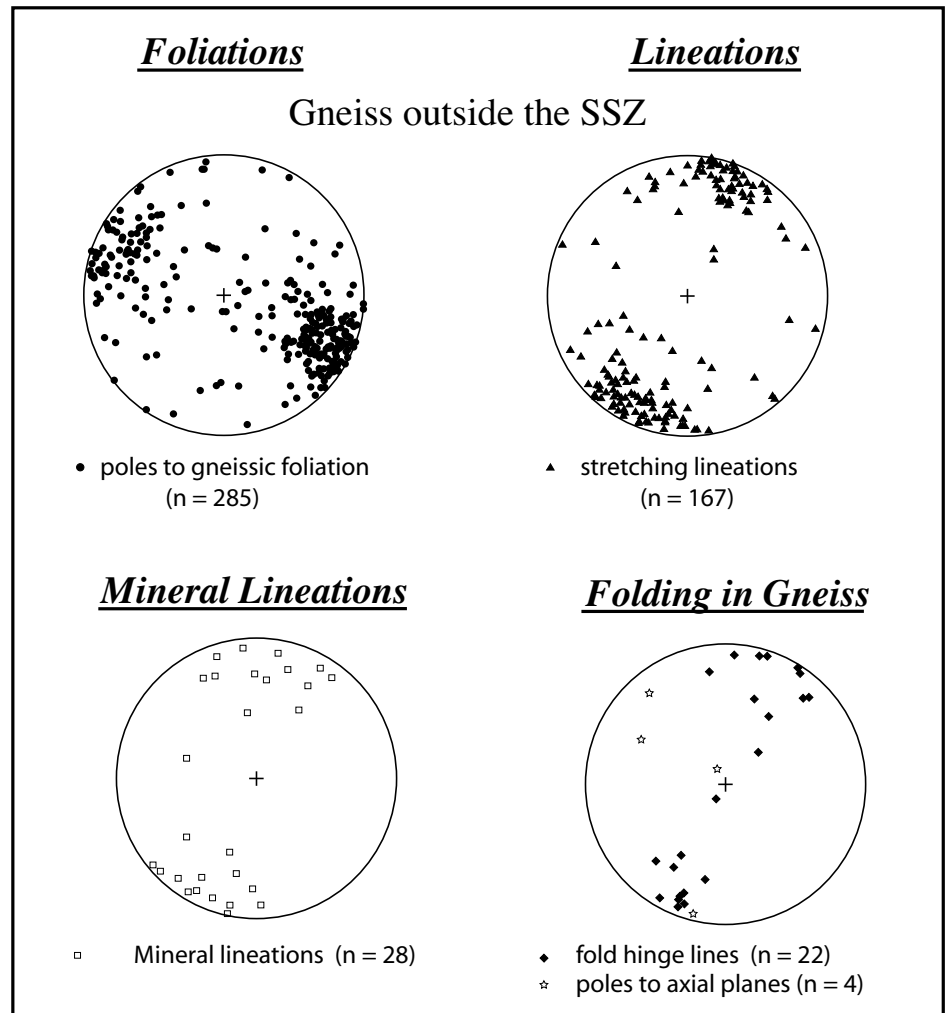 Foliations
Lineations
Gneiss outside the SSZ
poles to gneissic foliation
(n = 285)
stretching lineations
(n = 167)
Mineral Lineations
Folding in Gneiss
Mineral lineations (n = 28)
fold hinge lines (n = 22)
poles to axial planes (n = 4)